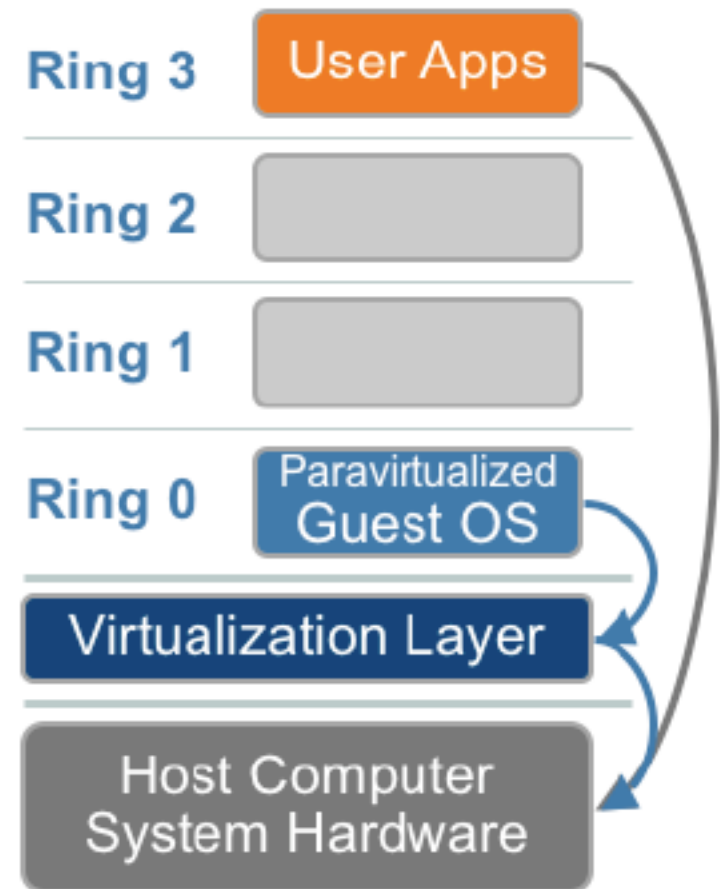 Ring 3
User Apps
Ring 2
Ring 1
Ring 0
Paravirtualized
Guest OS
Virtualization Layer
Host Computer
System Hardware